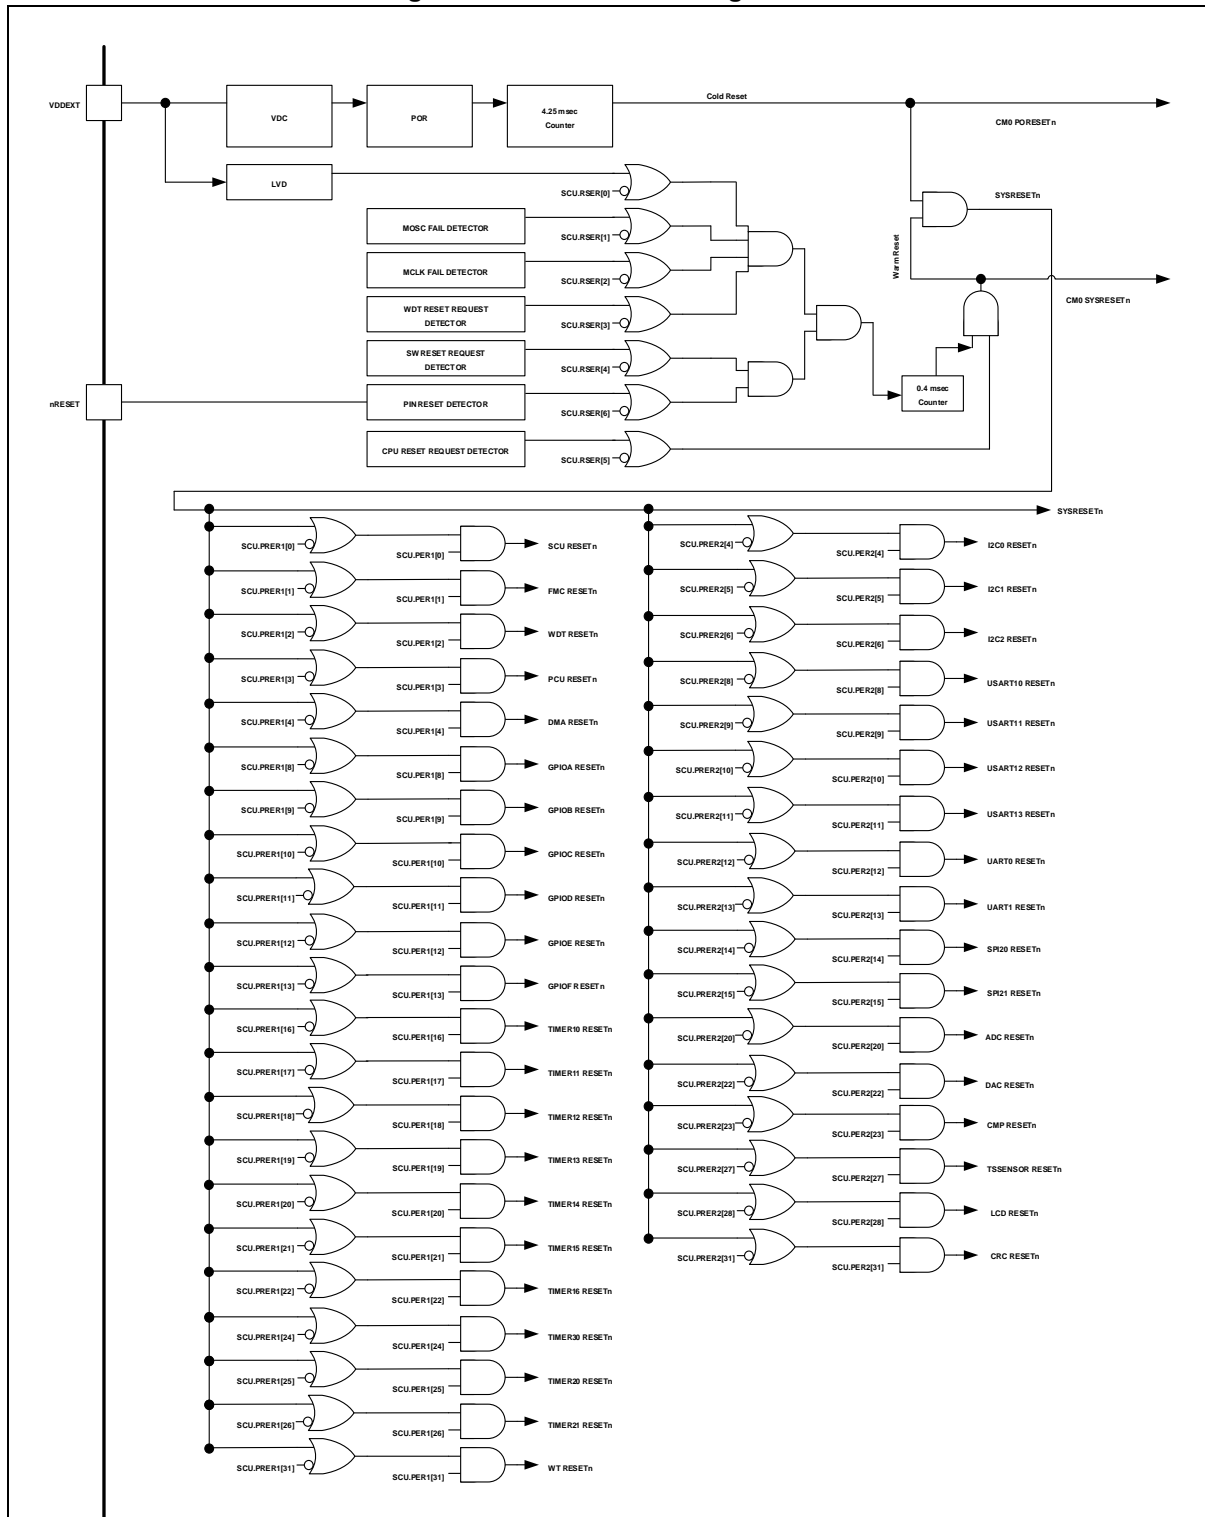 VDDEXT
VDC
POR
4.25 msec
Counter
Cold Reset
CM0 PORESETn
LVD
SCU.RSER[0]
SYSRESETn
MOSC FAIL DETECTOR
SCU.RSER[1]
MCLK FAIL DETECTOR
SCU.RSER[2]
Warm Reset
CM0 SYSRESETn
WDT RESET REQUEST
DETECTOR
SCU.RSER[3]
SW RESET REQUEST
DETECTOR
SCU.RSER[4]
nRESET
PIN RESET DETECTOR
SCU.RSER[6]
0.4 msec
Counter
CPU RESET REQUEST DETECTOR
SCU.RSER[5]
SYSRESETn
SCU.PRER1[0]
SCU.PER1[0]
SCU RESETn
SCU.PRER1[1]
SCU.PER1[1]
FMC RESETn
SCU.PRER1[2]
SCU.PER1[2]
WDT RESETn
SCU.PRER1[3]
SCU.PER1[3]
PCU RESETn
SCU.PRER1[4]
SCU.PER1[4]
DMA RESETn
SCU.PRER1[8]
SCU.PER1[8]
GPIOA RESETn
SCU.PRER1[9]
SCU.PER1[9]
GPIOB RESETn
SCU.PRER1[10]
SCU.PER1[10]
GPIOC RESETn
SCU.PRER1[11]
SCU.PER1[11]
GPIOD RESETn
SCU.PRER1[12]
SCU.PER1[12]
GPIOE RESETn
SCU.PRER1[13]
SCU.PER1[13]
GPIOF RESETn
SCU.PRER1[16]
SCU.PER1[16]
TIMER10 RESETn
SCU.PRER1[17]
SCU.PER1[17]
TIMER11 RESETn
SCU.PRER1[18]
SCU.PER1[18]
TIMER12 RESETn
SCU.PRER1[19]
SCU.PER1[19]
TIMER13 RESETn
SCU.PRER1[20]
SCU.PER1[20]
TIMER14 RESETn
SCU.PRER1[21]
SCU.PER1[21]
TIMER15 RESETn
SCU.PRER1[22]
SCU.PER1[22]
TIMER16 RESETn
SCU.PRER1[24]
SCU.PER1[24]
TIMER30 RESETn
SCU.PRER1[25]
SCU.PER1[25]
TIMER20 RESETn
SCU.PRER1[26]
SCU.PER1[26]
TIMER21 RESETn
SCU.PRER1[31]
SCU.PER1[31]
WT RESETn
SCU.PRER2[4]
SCU.PER2[4]
I2C0 RESETn
SCU.PRER2[5]
SCU.PER2[5]
I2C1 RESETn
SCU.PRER2[6]
SCU.PER2[6]
I2C2 RESETn
SCU.PRER2[8]
SCU.PER2[8]
USART10 RESETn
SCU.PRER2[9]
SCU.PER2[9]
USART11 RESETn
SCU.PRER2[10]
SCU.PER2[10]
USART12 RESETn
SCU.PRER2[11]
SCU.PER2[11]
USART13 RESETn
SCU.PRER2[12]
SCU.PER2[12]
UART0 RESETn
SCU.PRER2[13]
SCU.PER2[13]
UART1 RESETn
SCU.PRER2[14]
SCU.PER2[14]
SPI20 RESETn
SCU.PRER2[15]
SCU.PER2[15]
SPI21 RESETn
SCU.PRER2[20]
SCU.PER2[20]
ADC RESETn
SCU.PRER2[22]
SCU.PER2[22]
DAC RESETn
SCU.PRER2[23]
SCU.PER2[23]
CMP RESETn
SCU.PRER2[27]
SCU.PER2[27]
TSSENSOR RESETn
SCU.PRER2[28]
SCU.PER2[28]
LCD RESETn
SCU.PRER2[31]
SCU.PER2[31]
CRC RESETn